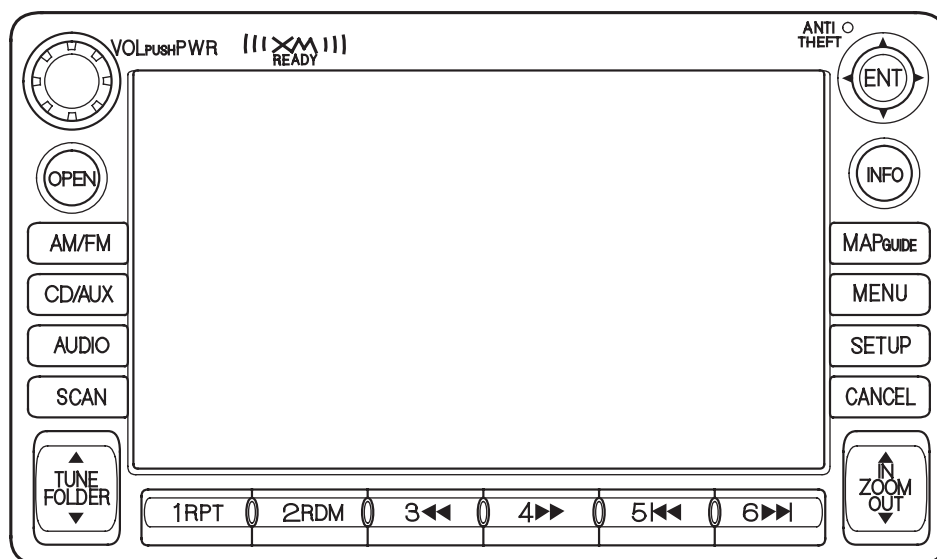 VOL PUSH PWR
XM
READY
ANTI
THEFT
ENT
OPEN
INFO
AM/FM
MAP GUIDE
CD/AUX
MENU
AUDIO
SETUP
SCAN
CANCEL
TUNE
FOLDER
IN
ZOOM
OUT
1RPT
2RDM
3◀◀
4▶▶
5|◀◀
6▶▶|